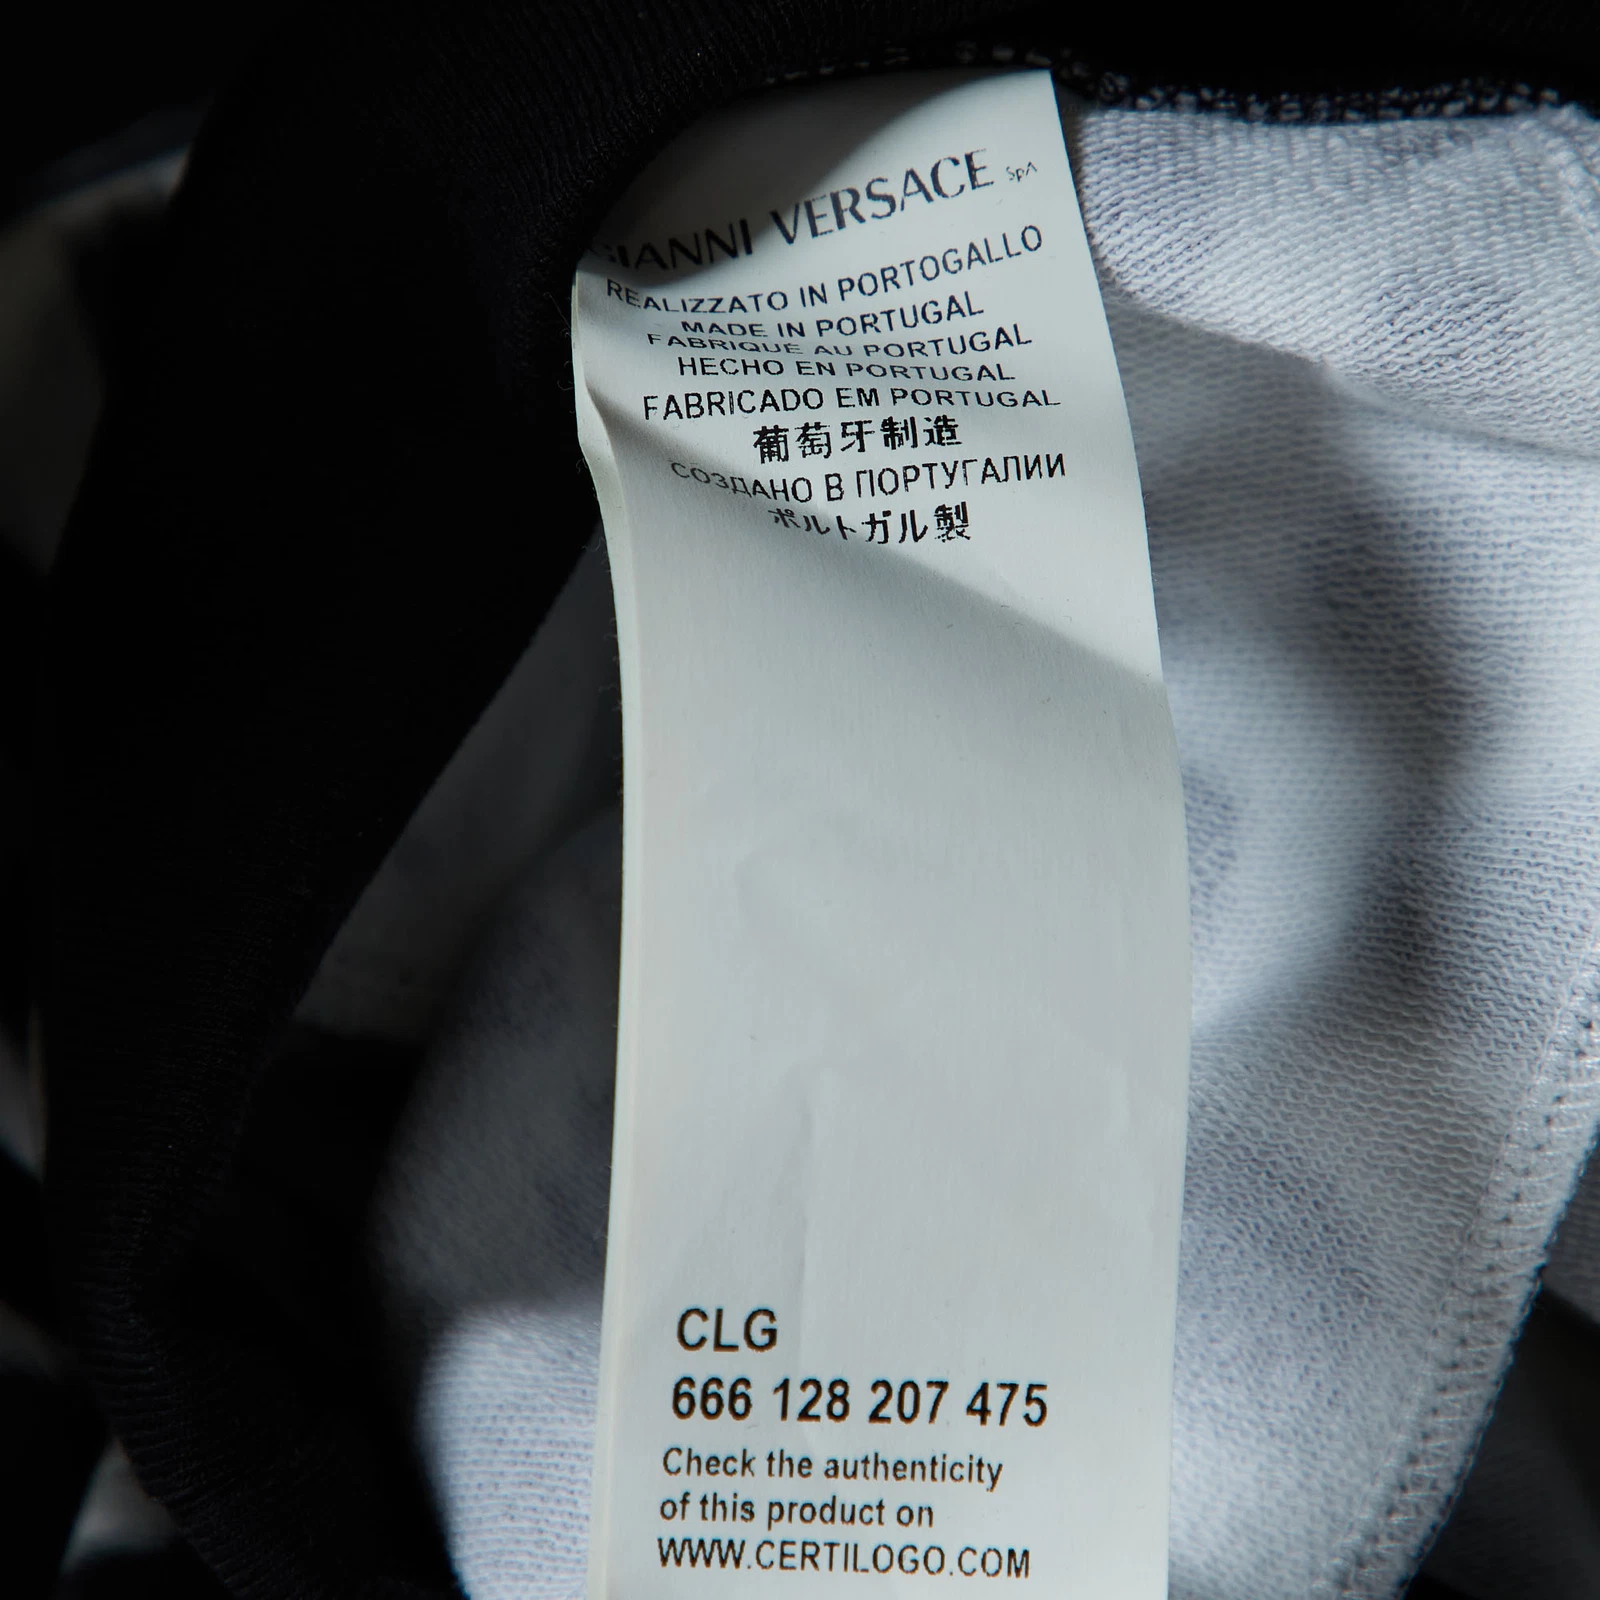 GIANNI VERSACE SpA
REALIZZATO IN PORTOGALLO
MADE IN PORTUGAL
FABRIQUE AU PORTUGAL
HECHO EN PORTUGAL
FABRICADO EM PORTUGAL
葡萄牙制造
СОЗДАНО В ПОРТУГАЛИИ
ポルトガル製
CLG
666 128 207 475
Check the authenticity
of this product on
WWW.CERTILOGO.COM